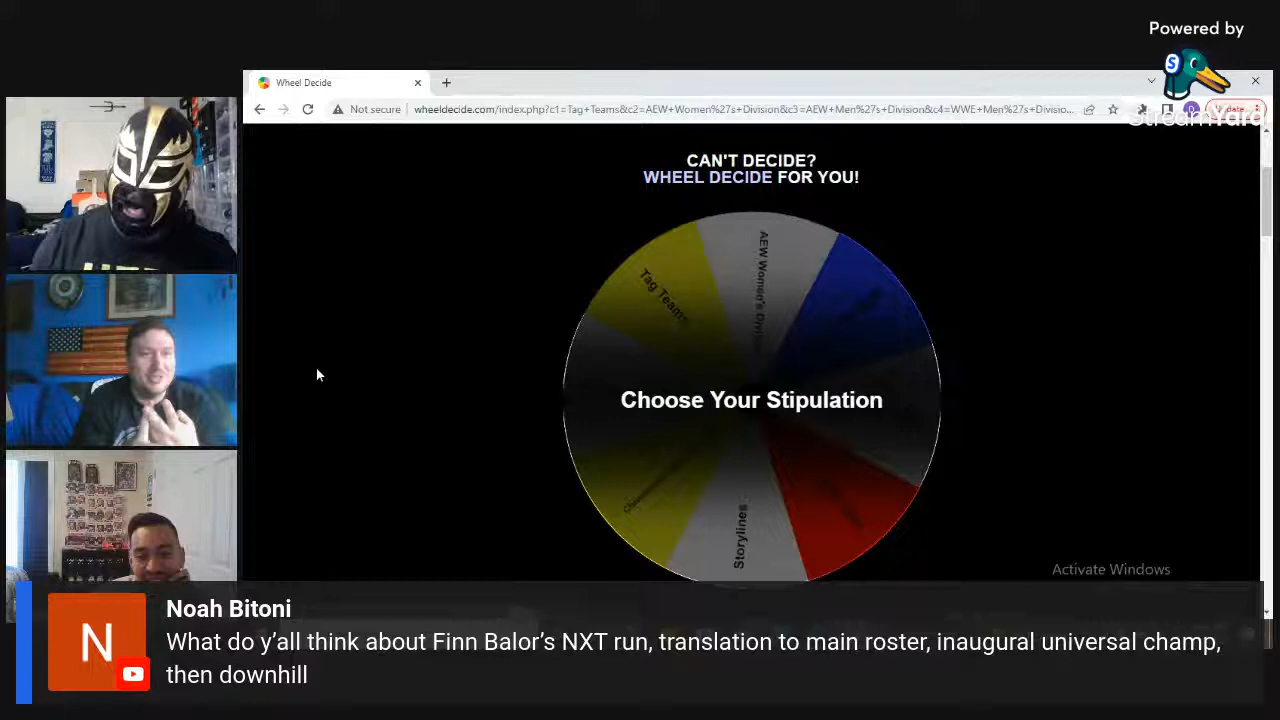 Powered by
StreamYard
Wheel Decide
Not secure
wheeldecide.com/index.php?c1=Tag+Teams&c2=AEW+Women%27s+Division&c3=AEW+Men%27s+Division&c4=WWE+Men%27s+Divisio...
CAN'T DECIDE?
WHEEL DECIDE FOR YOU!
Tag Teams
AEW Women's Divi
Choose Your Stipulation
Storylines
Activate Windows
N
Noah Bitoni
What do y’all think about Finn Balor’s NXT run, translation to main roster, inaugural universal champ,
then downhill